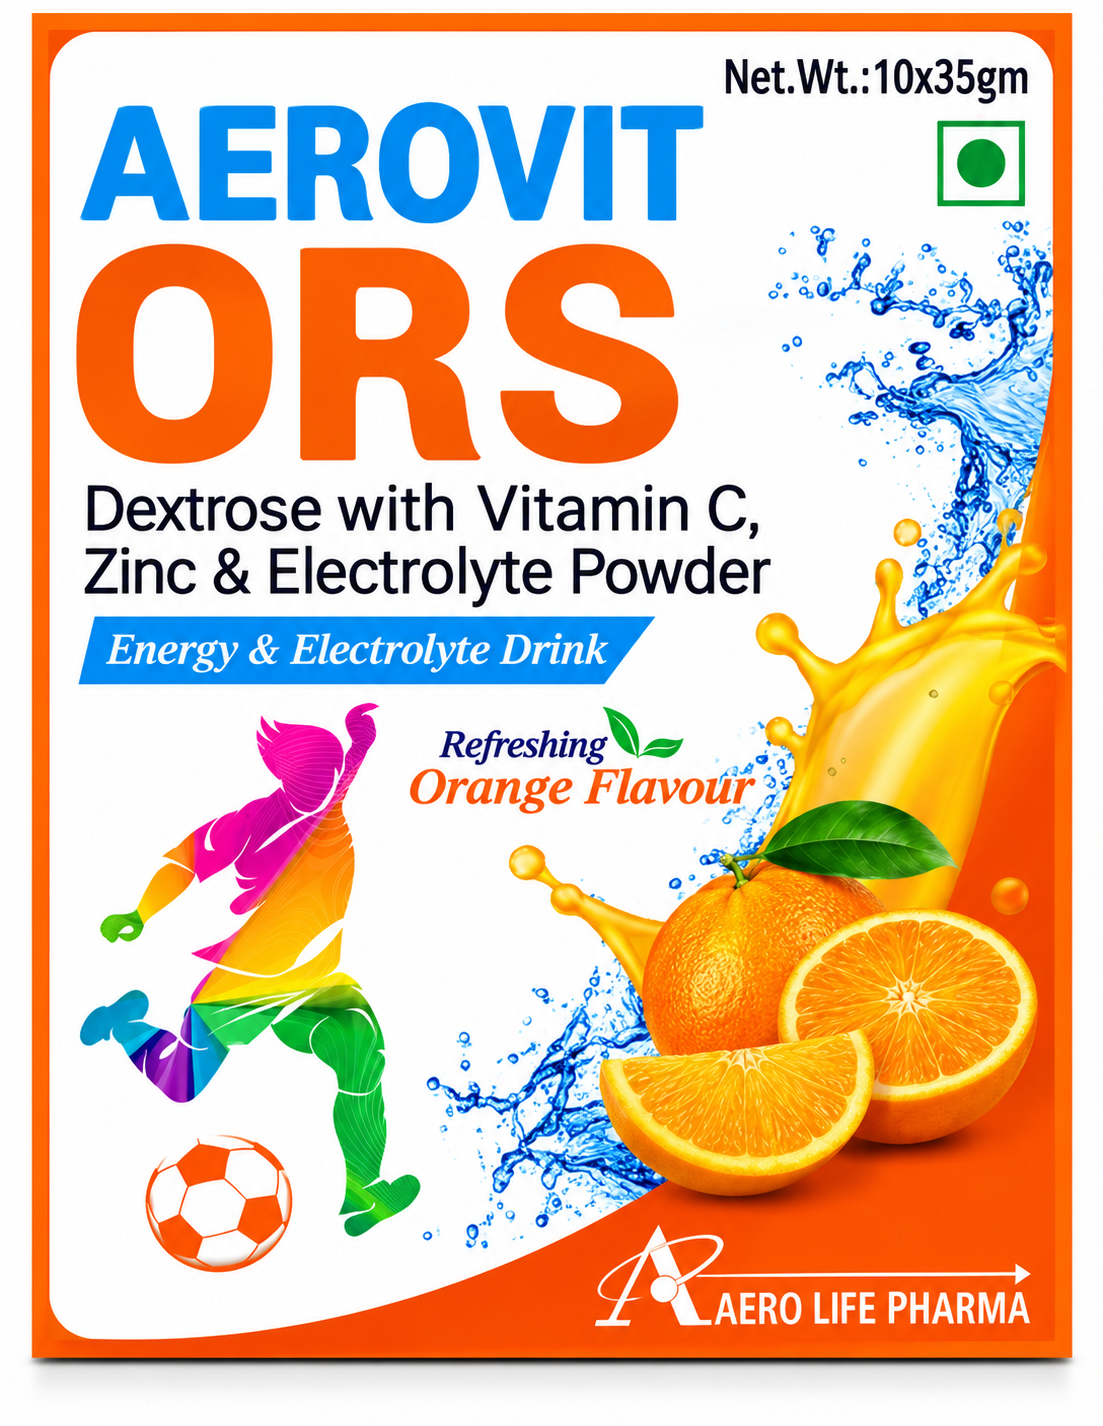 Net.Wt.:10x35gm
AEROVIT
ORS
Dextrose with Vitamin C,
Zinc & Electrolyte Powder
Energy & Electrolyte Drink
Refreshing
Orange Flavour
AERO LIFE PHARMA